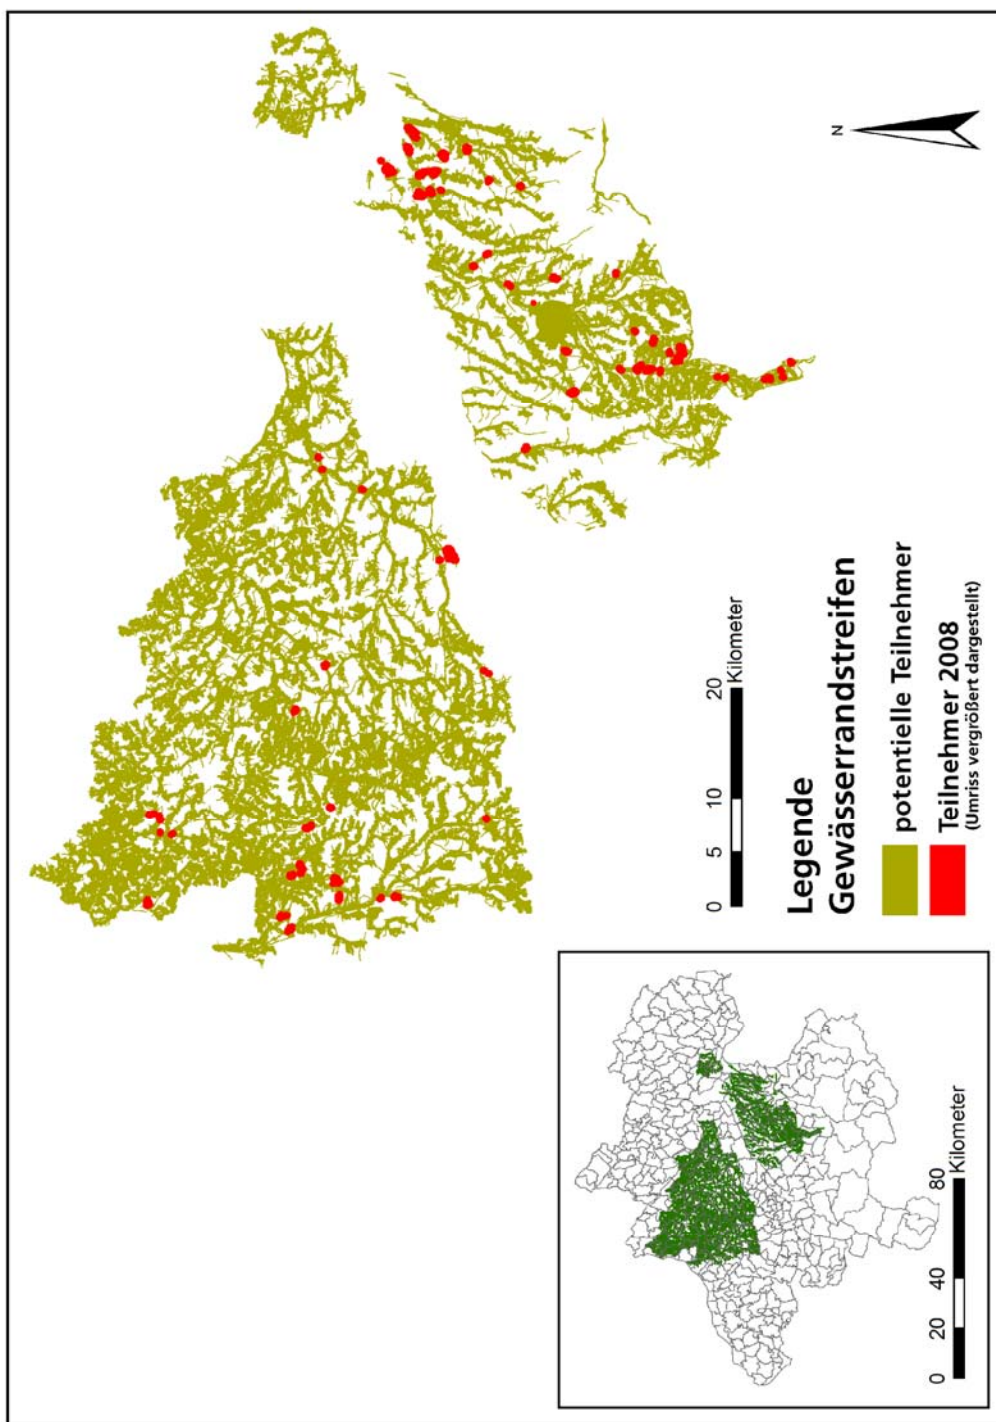 N
0 5 10 20
Kilometer
Legende
Gewässerrandstreifen
potentielle Teilnehmer
Teilnehmer 2008
(Umriss vergrößert dargestellt)
0 20 40 80
Kilometer